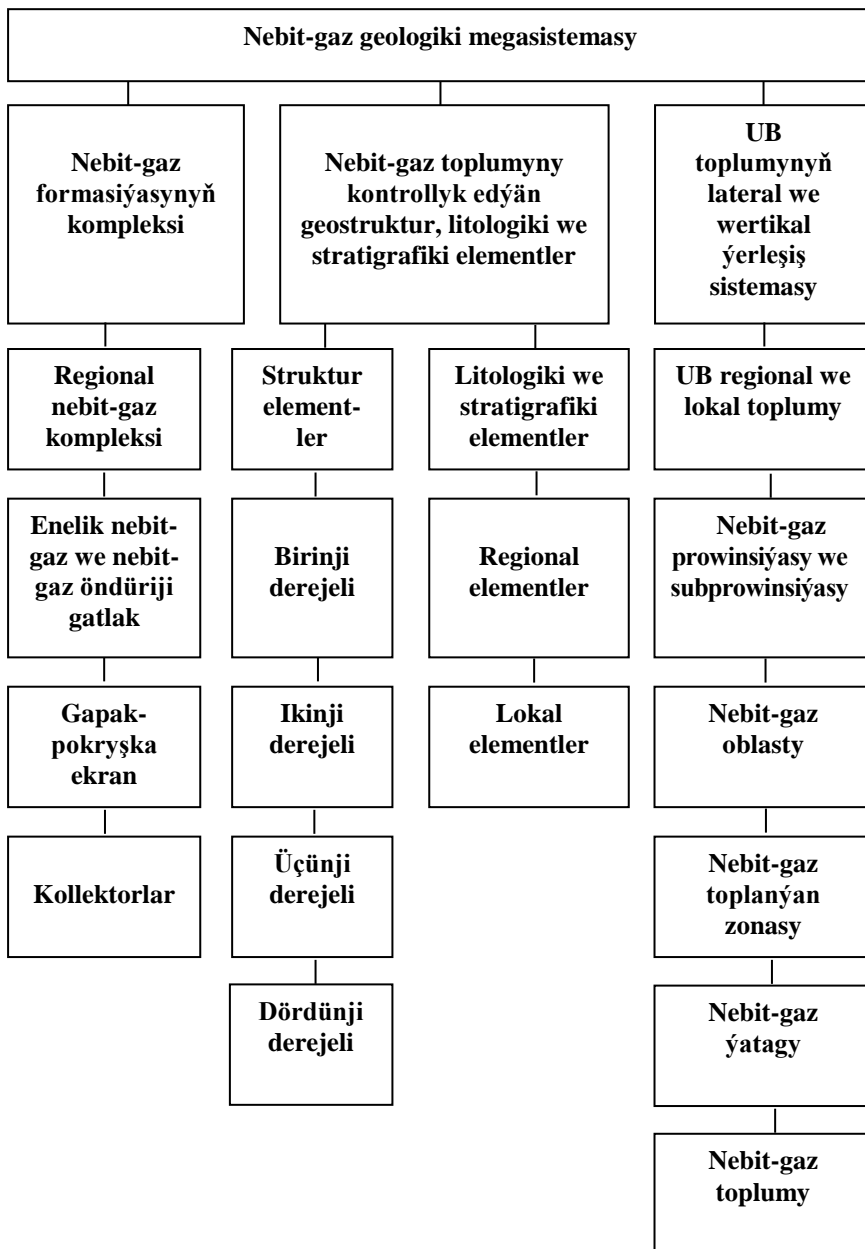 Nebit-gaz geologiki megasistemasy
Nebit-gaz
formasiýasynyň
kompleksi
Nebit-gaz toplumyny
kontrollyk edýän
geostruktur, litologiki we
stratigrafiki elementler
UB
toplumynyň
lateral we
wertikal
ýerleşiş
sistemasy
Regional
nebit-gaz
kompleksi
Struktur
element-
ler
Litologiki we
stratigrafiki
elementler
UB regional we
lokal toplumy
Enelik nebit-
gaz we nebit-
gaz öndüriji
gatlak
Birinji
derejeli
Regional
elementler
Nebit-gaz
prowinsiýasy we
subprowinsiýasy
Gapak-
pokryşka
ekran
Ikinji
derejeli
Lokal
elementler
Nebit-gaz
oblasty
Kollektorlar
Üçünji
derejeli
Nebit-gaz
toplanýan
zonasy
Dördünji
derejeli
Nebit-gaz
ýatagy
Nebit-gaz
toplumy